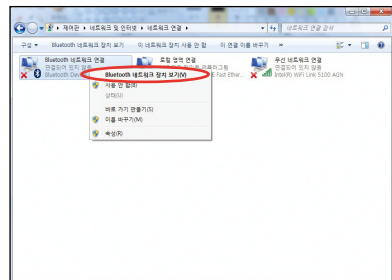 제어판 ▸ 네트워크 및 인터넷 ▸ 네트워크 연결 ▸
네트워크 연결 검색
구성 ▾ Bluetooth 네트워크 장치 보기 이 네트워크 장치 사용 안 함 이 연결 이름 바꾸기 »
Bluetooth 네트워크 연결
연결되어 있지 않음
Bluetooth Dev
로컬 영역 연결
E Fast Ether...
무선 네트워크 연결
연결되어 있지 않음
Intel(R) WiFi Link 5100 AGN
Bluetooth 네트워크 장치 보기(V)
사용 안 함(B)
상태(U)
바로 가기 만들기(S)
이름 바꾸기(M)
속성(R)